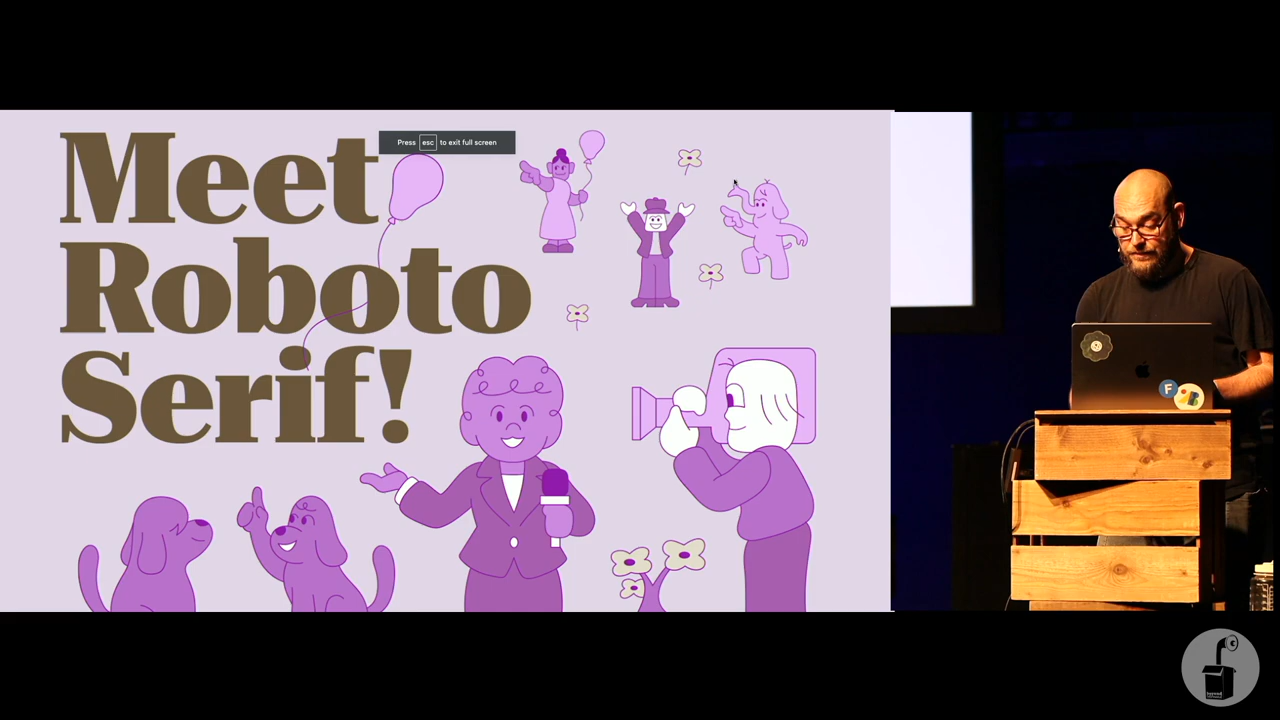 Meet
Roboto
Serif!
Press esc to exit full screen
F